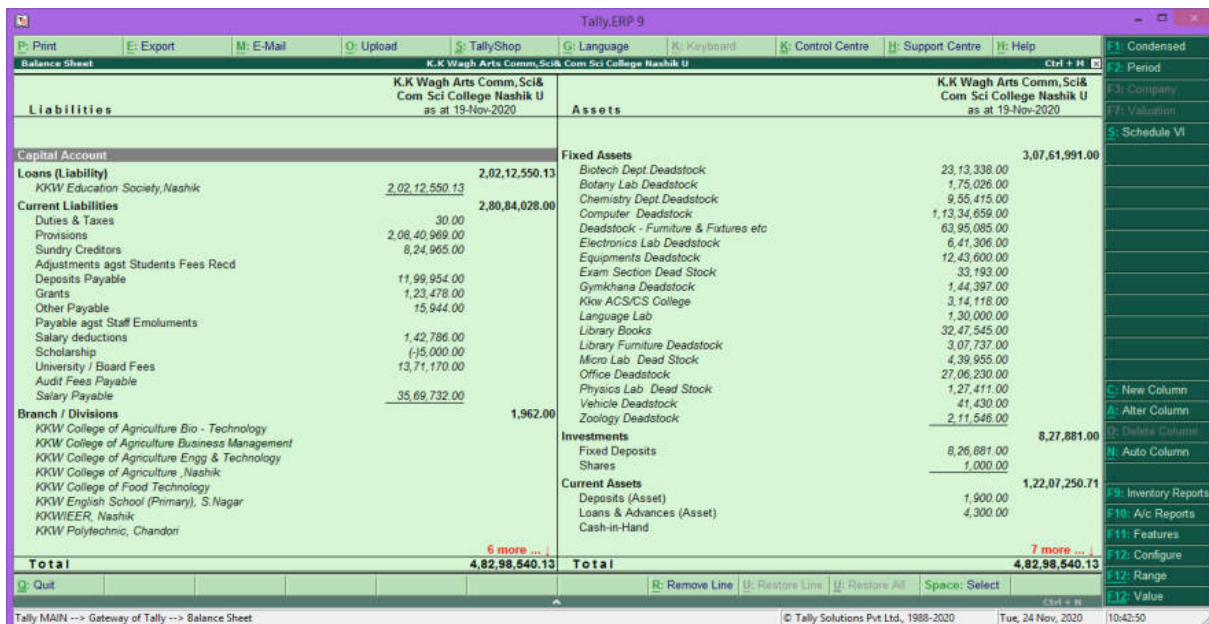 Tally.ERP 9
P: Print E: Export M: E-Mail O: Upload S: TallyShop G: Language K: Keyboard K: Control Centre H: Support Centre H: Help
Balance Sheet K.K Wagh Arts Comm,Sci& Com Sci College Nashik U Ctrl + M
Liabilities
K.K Wagh Arts Comm,Sci&
Com Sci College Nashik U
as at 19-Nov-2020
Capital Account
Loans (Liability) 2,02,12,550.13
KKW Education Society,Nashik 2,02,12,550.13
Current Liabilities 2,80,84,028.00
Duties & Taxes 30.00
Provisions 2,08,40,969.00
Sundry Creditors 8,24,965.00
Adjustments agst Students Fees Recd
Deposits Payable 11,99,954.00
Grants 1,23,478.00
Other Payable 15,944.00
Payable agst Staff Emoluments
Salary deductions 1,42,786.00
Scholarship (-)5,000.00
University / Board Fees 13,71,170.00
Audit Fees Payable
Salary Payable 35,69,732.00
Branch / Divisions 1,962.00
KKW College of Agriculture Bio - Technology
KKW College of Agriculture Business Management
KKW College of Agriculture Engg & Technology
KKW College of Agriculture ,Nashik
KKW College of Food Technology
KKW English School (Primary), S.Nagar
KKWIEER, Nashik
KKW Polytechnic, Chandori
6 more ... ↓
Total 4,82,98,540.13
Assets
K.K Wagh Arts Comm,Sci&
Com Sci College Nashik U
as at 19-Nov-2020
Fixed Assets 3,07,61,991.00
Biotech Dept.Deadstock 23,13,338.00
Botany Lab Deadstock 1,75,026.00
Chemistry Dept.Deadstock 9,55,415.00
Computer Deadstock 1,13,34,659.00
Deadstock - Furniture & Fixtures etc 63,95,085.00
Electronics Lab Deadstock 6,41,306.00
Equipments Deadstock 12,43,600.00
Exam Section Dead Stock 33,193.00
Gymkhana Deadstock 1,44,397.00
Kkw ACS/CS College 3,14,118.00
Language Lab 1,30,000.00
Library Books 32,47,545.00
Library Furniture Deadstock 3,07,737.00
Micro Lab Dead Stock 4,39,955.00
Office Deadstock 27,06,230.00
Physics Lab Dead Stock 1,27,411.00
Vehicle Deadstock 41,430.00
Zoology Deadstock 2,11,546.00
Investments 8,27,881.00
Fixed Deposits 8,26,881.00
Shares 1,000.00
Current Assets 1,22,07,250.71
Deposits (Asset) 1,900.00
Loans & Advances (Asset) 4,300.00
Cash-in-Hand
7 more ... ↓
Total 4,82,98,540.13
F1: Condensed
F2: Period
F3: Company
F7: Valuation
S: Schedule VI
C: New Column
A: Alter Column
D: Delete Column
N: Auto Column
F9: Inventory Reports
F10: A/c Reports
F11: Features
F12: Configure
F12: Range
F12: Value
Q: Quit R: Remove Line U: Restore Line U: Restore All Space: Select
Ctrl + N
Tally MAIN --> Gateway of Tally --> Balance Sheet © Tally Solutions Pvt Ltd., 1988-2020 Tue, 24 Nov, 2020 10:42:50